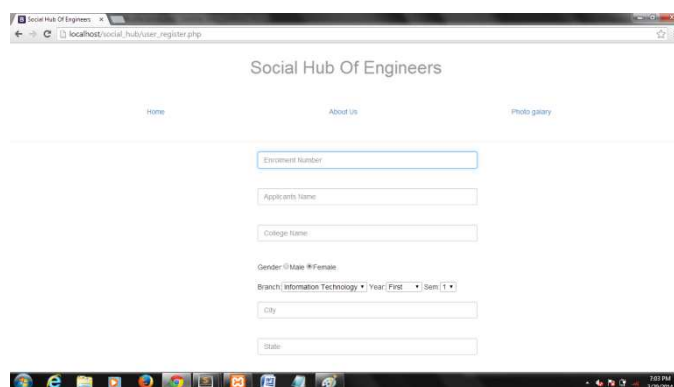 Social Hub Of Engineers
localhost/social_hub/user_register.php
Social Hub Of Engineers
Home About Us Photo galary
Enrolment Number
Applicants Name
College Name
Gender Male Female
Branch: Information Technology Year: First Sem 1
City
State
7:03 PM